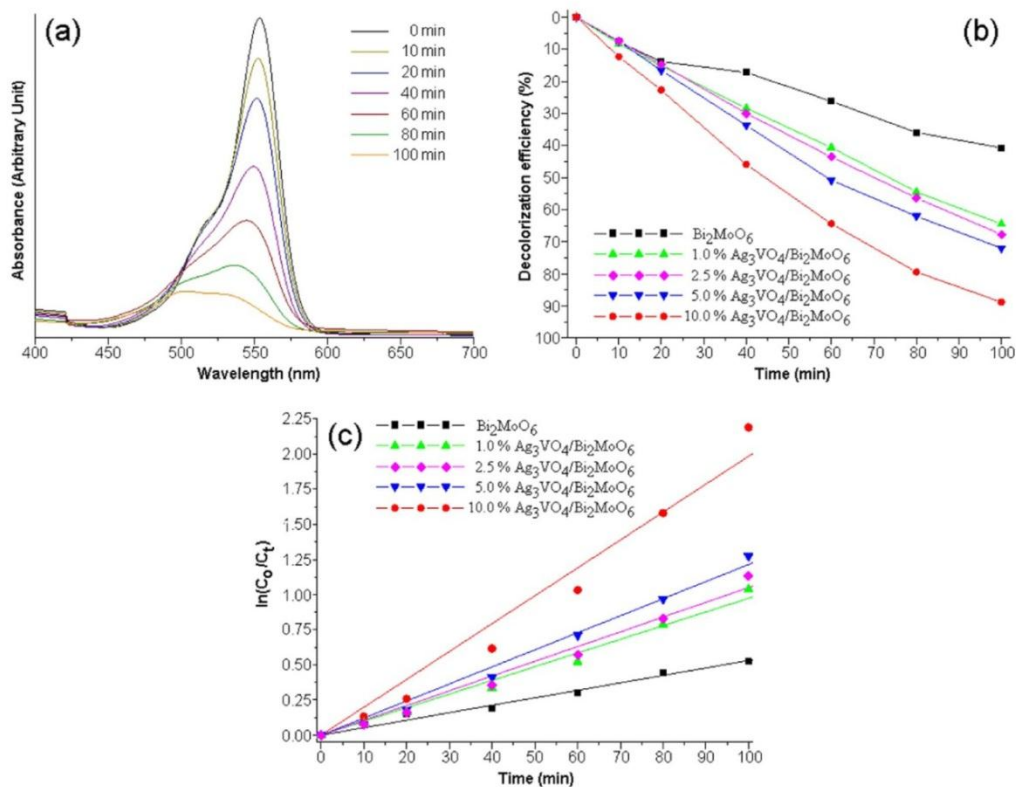 (a)
0 min
10 min
20 min
40 min
60 min
80 min
100 min
Absorbance (Arbitrary Unit)
400 450 500 550 600 650 700
Wavelength (nm)
(b)
0
10
20
30
40
50
60
70
80
90
100
Decolorization efficiency (%)
Bi₂MoO₆
1.0 % Ag₃VO₄/Bi₂MoO₆
2.5 % Ag₃VO₄/Bi₂MoO₆
5.0 % Ag₃VO₄/Bi₂MoO₆
10.0 % Ag₃VO₄/Bi₂MoO₆
0 10 20 30 40 50 60 70 80 90 100
Time (min)
(c)
2.25
2.00
1.75
1.50
1.25
1.00
0.75
0.50
0.25
0.00
ln(C₀/Cₜ)
Bi₂MoO₆
1.0 % Ag₃VO₄/Bi₂MoO₆
2.5 % Ag₃VO₄/Bi₂MoO₆
5.0 % Ag₃VO₄/Bi₂MoO₆
10.0 % Ag₃VO₄/Bi₂MoO₆
0 10 20 30 40 50 60 70 80 90 100
Time (min)